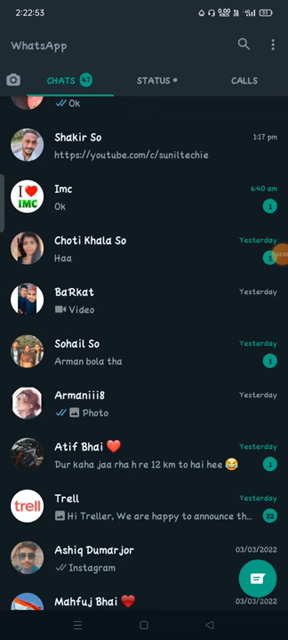 2:22:53
WhatsApp
CHATS 47 STATUS CALLS
Ok
Shakir So 1:17 pm
https://youtube.com/c/suniltechie
I ❤ IMC
Imc 6:40 am
Ok 1
Choti Khala So Yesterday
Haa
BaRkat Yesterday
Video
Sohail So Yesterday
Arman bola tha 1
Armaniii8 Yesterday
Photo
Atif Bhai ❤️ Yesterday
Dur kaha jaa rha h re 12 km to hai hee 😂 1
trell
Trell Yesterday
Hi Treller, We are happy to announce th... 22
Ashiq Dumarjor 03/03/2022
Instagram
Mahfuj Bhai ❤️ 03/03/2022